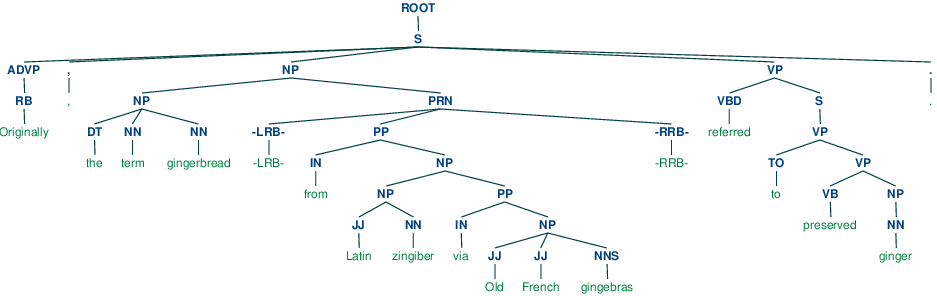 ROOT
S
ADVP , NP VP .
RB , NP PRN VBD S .
Originally DT NN NN -LRB- PP -RRB- referred VP
the term gingerbread -LRB- IN NP -RRB- TO VP
from NP PP to VB NP
JJ NN IN NP preserved NN
Latin zingiber via JJ JJ NNS ginger
Old French gingebras